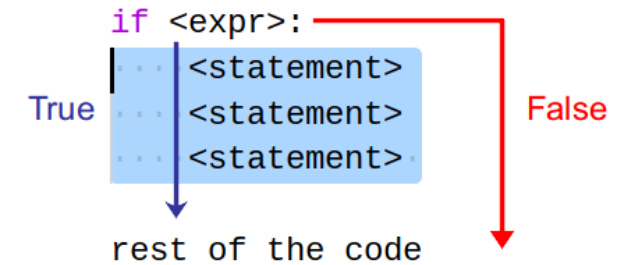 if <expr>:
<statement>
True <statement> False
<statement>
rest of the code